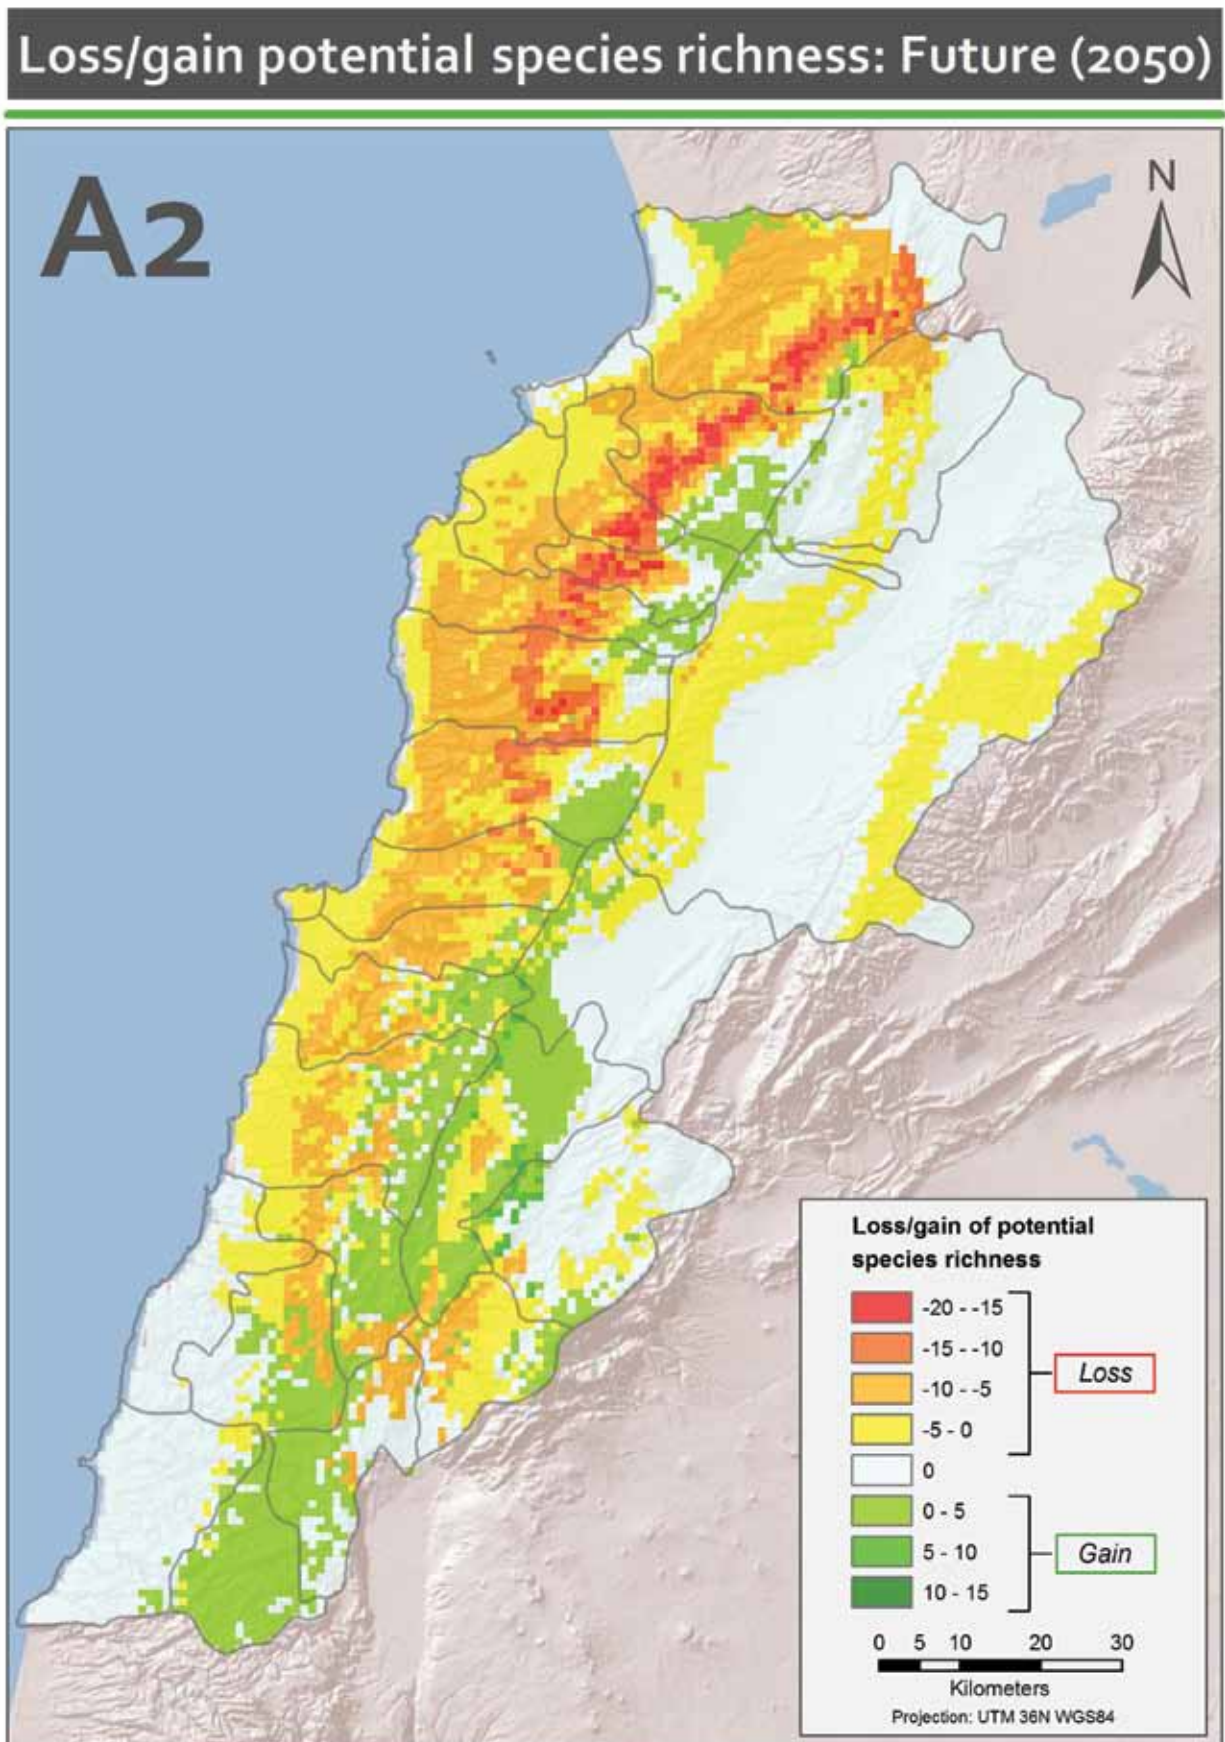 Loss/gain potential species richness: Future (2050)
A2
N
Loss/gain of potential
species richness
-20 - -15
-15 - -10
-10 - -5
Loss
-5 - 0
0
0 - 5
5 - 10
Gain
10 - 15
0 5 10 20 30
Kilometers
Projection: UTM 36N WGS84